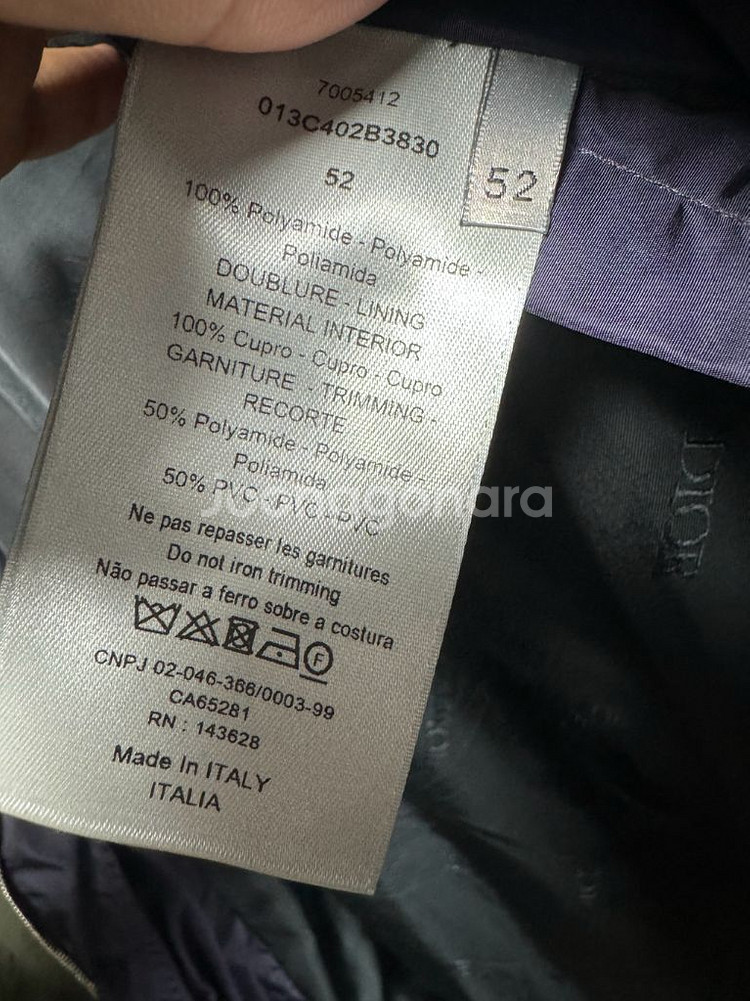 7005412
013C402B3830
52
52
100% Polyamide - Polyamide -
Poliamida
DOUBLURE - LINING
MATERIAL INTERIOR
100% Cupro - Cupro - Cupro
GARNITURE - TRIMMING -
RECORTE
50% Polyamide - Polyamide -
Poliamida
50% PVC - PVC - PVC
Ne pas repasser les garnitures
Do not iron trimming
Não passar a ferro sobre a costura
F
CNPJ 02-046-366/0003-99
CA65281
RN : 143628
Made In ITALY
ITALIA
DIOR